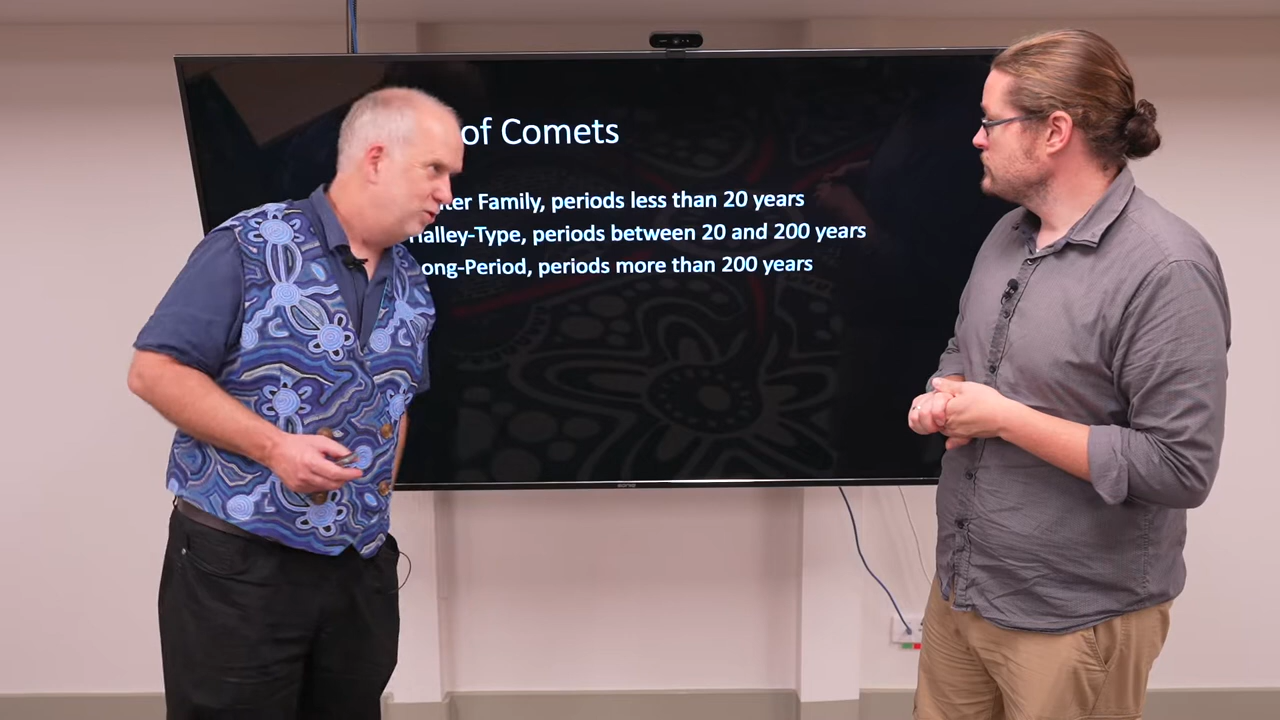 of Comets
ter Family, periods less than 20 years
Halley-Type, periods between 20 and 200 years
ong-Period, periods more than 200 years